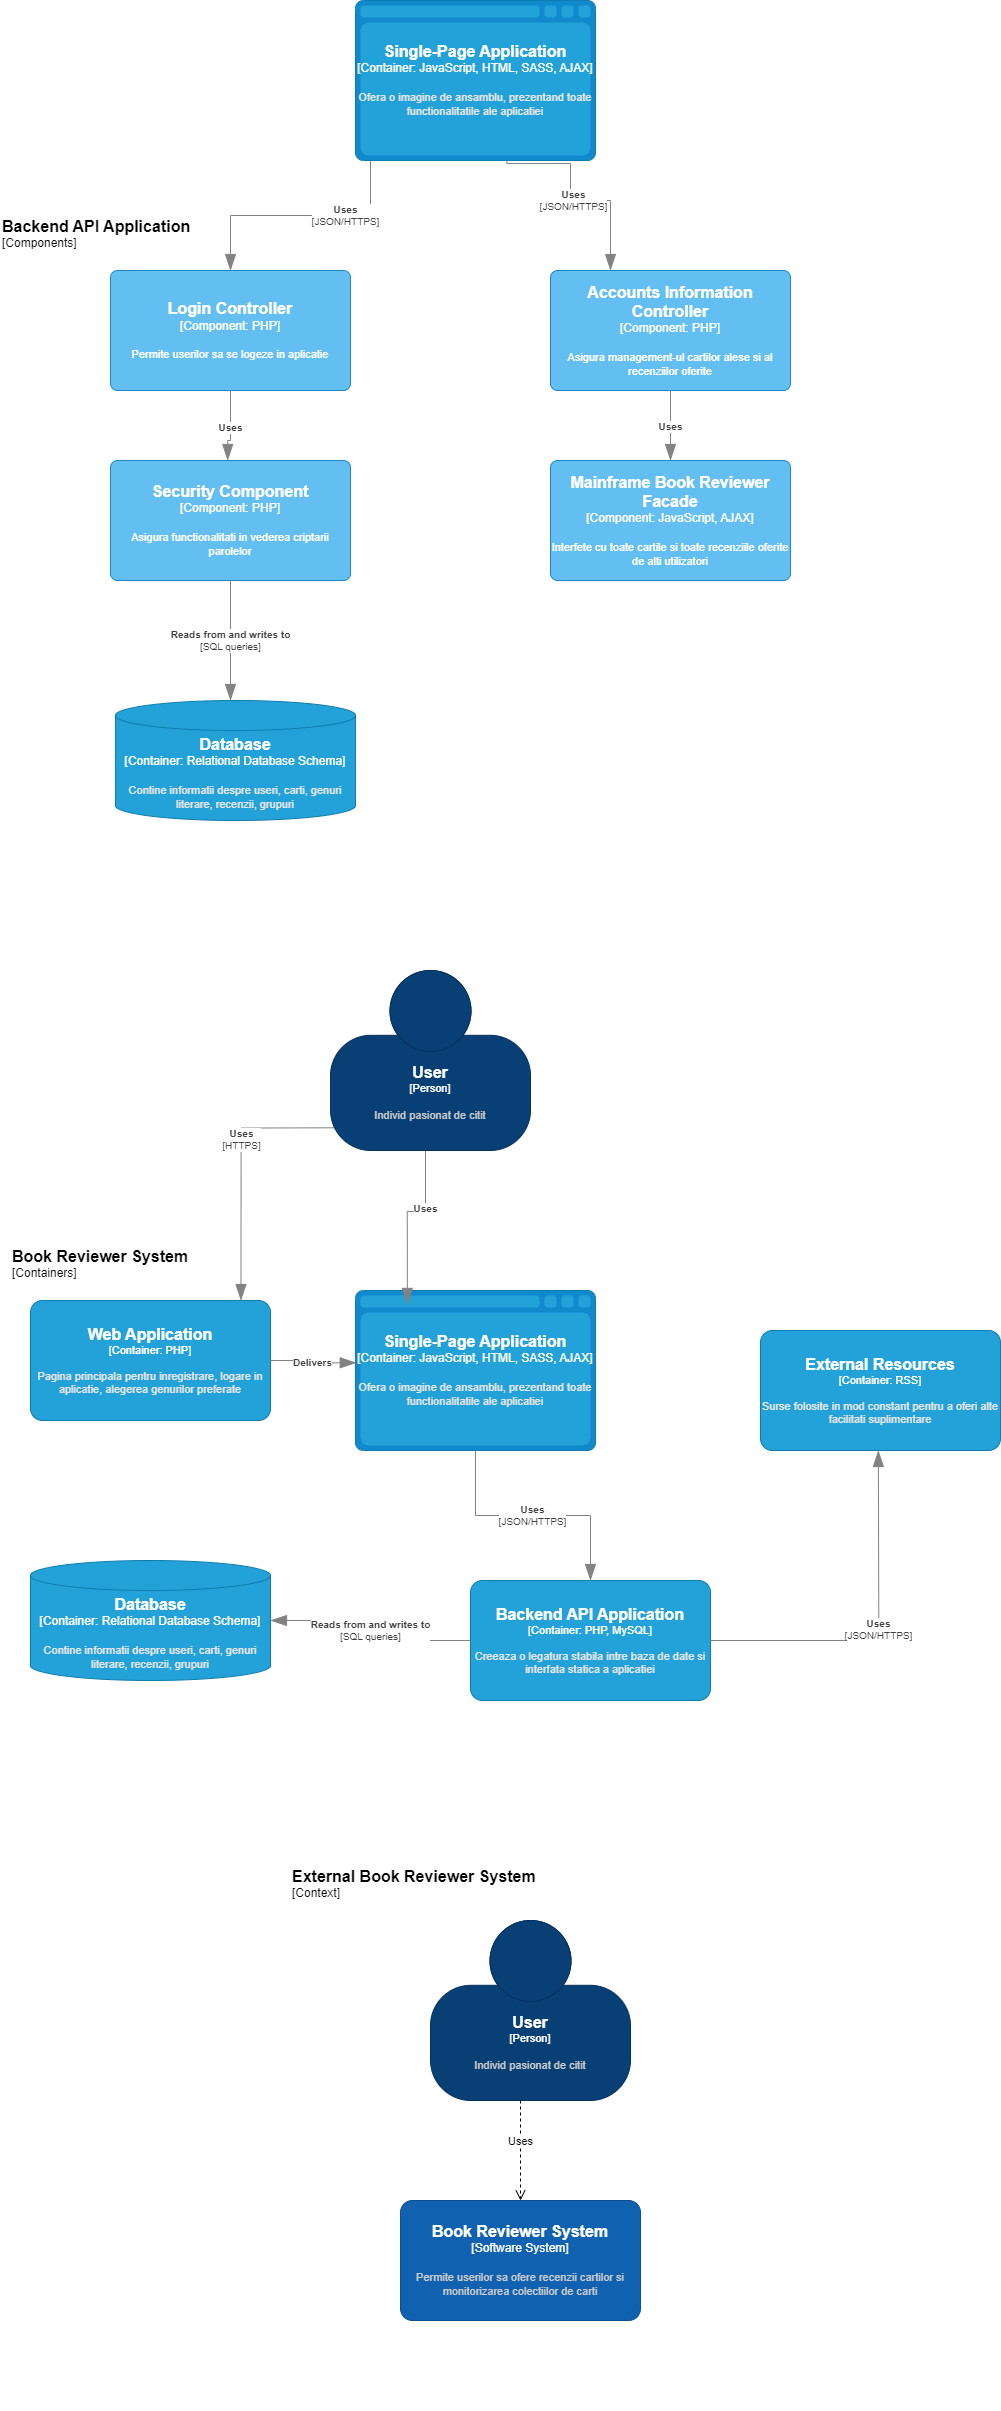 Single-Page Application
[Container: JavaScript, HTML, SASS, AJAX]
Ofera o imagine de ansamblu, prezentand toate
functionalitatile ale aplicatiei
Uses
[JSON/HTTPS]
Uses
[JSON/HTTPS]
Backend API Application
[Components]
Login Controller
[Component: PHP]
Permite userilor sa se logeze in aplicatie
Accounts Information
Controller
[Component: PHP]
Asigura management-ul cartilor alese si al
recenziilor oferite
Uses
Uses
Security Component
[Component: PHP]
Asigura functionalitati in vederea criptarii
parolelor
Mainframe Book Reviewer
Facade
[Component: JavaScript, AJAX]
Interfete cu toate cartile si toate recenziile oferite
de alti utilizatori
Reads from and writes to
[SQL queries]
Database
[Container: Relational Database Schema]
Contine informatii despre useri, carti, genuri
literare, recenzii, grupuri
User
[Person]
Individ pasionat de citit
Uses
[HTTPS]
Uses
Book Reviewer System
[Containers]
Web Application
[Container: PHP]
Pagina principala pentru inregistrare, logare in
aplicatie, alegerea genurilor preferate
Delivers
Single-Page Application
[Container: JavaScript, HTML, SASS, AJAX]
Ofera o imagine de ansamblu, prezentand toate
functionalitatile ale aplicatiei
External Resources
[Container: RSS]
Surse folosite in mod constant pentru a oferi alte
facilitati suplimentare
Uses
[JSON/HTTPS]
Database
[Container: Relational Database Schema]
Contine informatii despre useri, carti, genuri
literare, recenzii, grupuri
Reads from and writes to
[SQL queries]
Backend API Application
[Container: PHP, MySQL]
Creeaza o legatura stabila intre baza de date si
interfata statica a aplicatiei
Uses
[JSON/HTTPS]
External Book Reviewer System
[Context]
User
[Person]
Individ pasionat de citit
Uses
Book Reviewer System
[Software System]
Permite userilor sa ofere recenzii cartilor si
monitorizarea colectiilor de carti